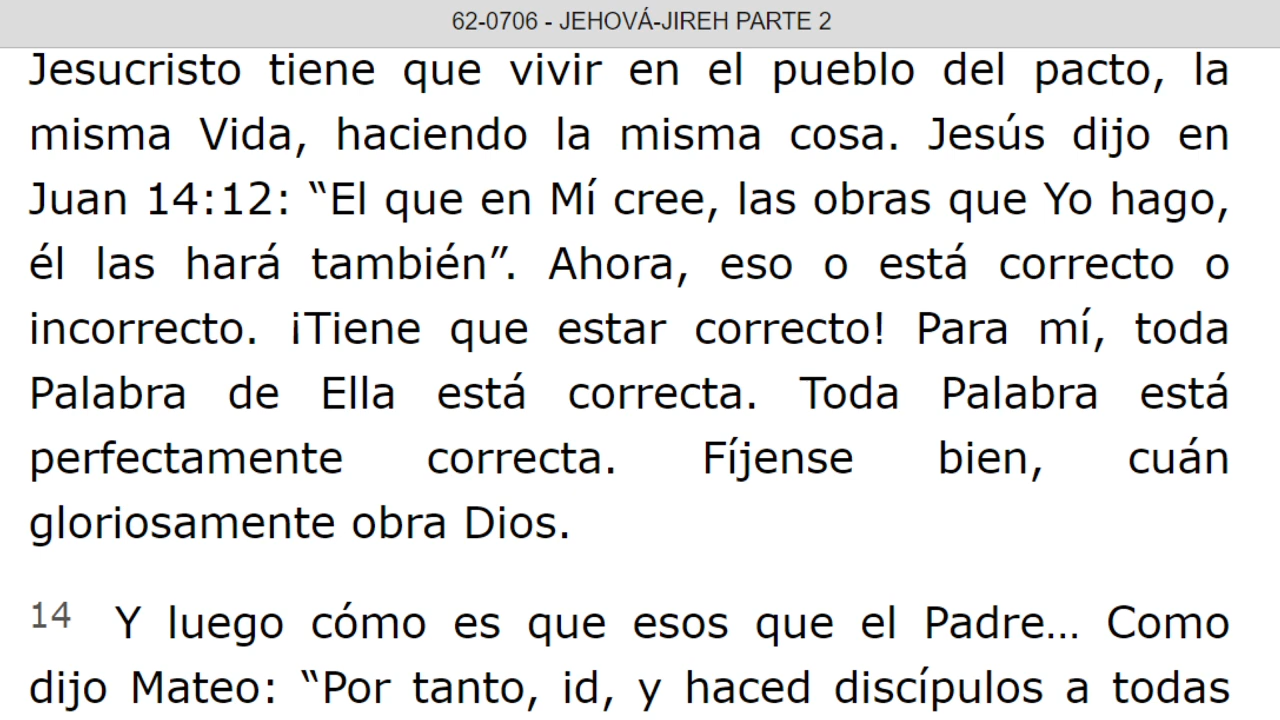 62-0706 - JEHOVÁ-JIREH PARTE 2
Jesucristo tiene que vivir en el pueblo del pacto, la
misma Vida, haciendo la misma cosa. Jesús dijo en
Juan 14:12: “El que en Mí cree, las obras que Yo hago,
él las hará también”. Ahora, eso o está correcto o
incorrecto. ¡Tiene que estar correcto! Para mí, toda
Palabra de Ella está correcta. Toda Palabra está
perfectamente correcta. Fíjense bien, cuán
gloriosamente obra Dios.
14 Y luego cómo es que esos que el Padre... Como
dijo Mateo: “Por tanto, id, y haced discípulos a todas